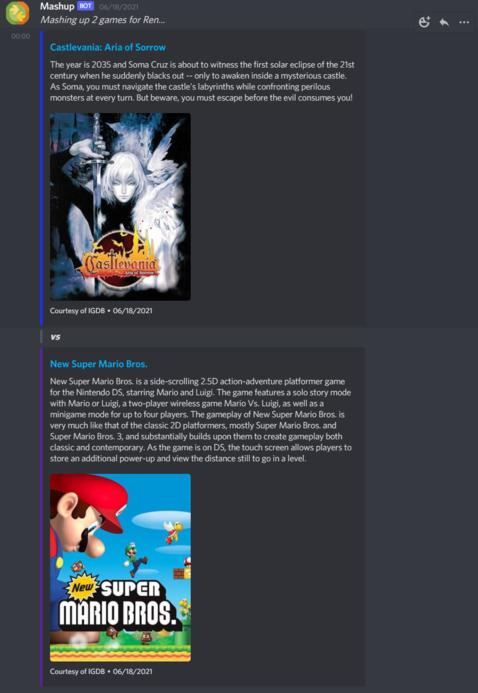 Mashup BOT 06/18/2021
Mashing up 2 games for Ren...
00:00
Castlevania: Aria of Sorrow
The year is 2035 and Soma Cruz is about to witness the first solar eclipse of the 21st
century when he suddenly blacks out -- only to awaken inside a mysterious castle.
As Soma, you must navigate the castle's labyrinths while confronting perilous
monsters at every turn. But beware, you must escape before the evil consumes you!
Castlevania
Aria of Sorrow
Courtesy of IGDB • 06/18/2021
vs
New Super Mario Bros.
New Super Mario Bros. is a side-scrolling 2.5D action-adventure platformer game
for the Nintendo DS, starring Mario and Luigi. The game features a solo story mode
with Mario or Luigi, a two-player wireless game Mario Vs. Luigi, as well as a
minigame mode for up to four players. The gameplay of New Super Mario Bros. is
very much like that of the classic 2D platformers, mostly Super Mario Bros. and
Super Mario Bros. 3, and substantially builds upon them to create gameplay both
classic and contemporary. As the game is on DS, the touch screen allows players to
store an additional power-up and view the distance still to go in a level.
New SUPER
MARIO BROS.
Courtesy of IGDB • 06/18/2021